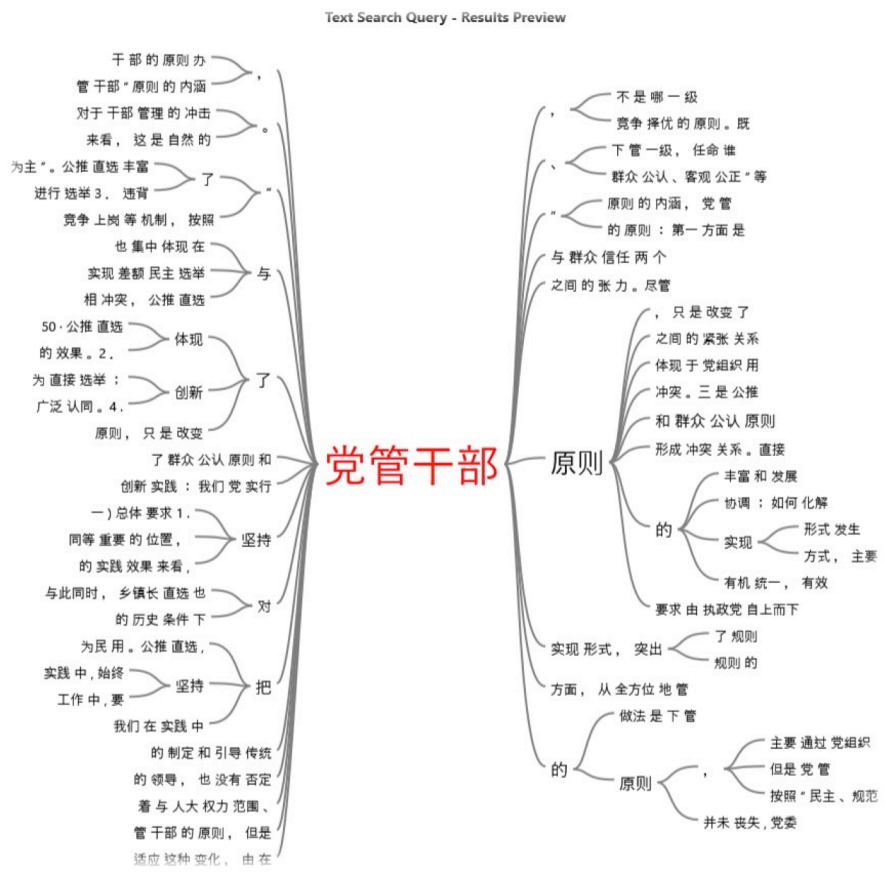 Text Search Query - Results Preview
干 部 的 原则 办
管 干部 " 原则 的 内涵
，
对于 干部 管理 的 冲击
来看 ， 这 是 自然 的
。
为主 " 。公推 直选 丰富
进行 选举 3 ． 违背
了
竞争 上岗 等 机制 ， 按照
"
也 集中 体现 在
实现 差额 民主 选举
相 冲突 ， 公推 直选
与
50 · 公推 直选
的 效果 。2 ．
体现
为 直接 选举 ；
广泛 认同 。4 ．
创新
原则 ， 只 是 改变
了
了 群众 公认 原则 和
创新 实践 ： 我们 党 实行
一 ) 总体 要求 1 ．
同等 重要 的 位置 ，
的 实践 效果 来看 ,
坚持
与此同时 ， 乡镇长 直选 也
的 历史 条件 下
对
为民 用 。公推 直选 ,
实践 中 , 始终
工作 中 , 要
坚持
我们 在 实践 中
把
的 制定 和 引导 传统
的 领导 ， 也 没有 否定
着 与 人大 权力 范围 、
管 干部 的 原则 ， 但是
适应 这种 变化 ， 由 在
党管干部
，
不 是 哪 一 级
竞争 择优 的 原则 。既
、
下 管 一级 ， 任命 谁
群众 公认 、客观 公正 " 等
"
原则 的 内涵 ， 党 管
的 原则 ： 第一 方面 是
与 群众 信任 两 个
之间 的 张 力 。尽管
原则
， 只 是 改变 了
之间 的 紧张 关系
体现 于 党组织 用
冲突 。三 是 公推
和 群众 公认 原则
形成 冲突 关系 。直接
的
丰富 和 发展
协调 ； 如何 化解
实现
形式 发生
方式 ， 主要
有机 统一 ， 有效
要求 由 执政党 自上而下
实现 形式 ， 突出
了 规则
规则 的
方面 ， 从 全方位 地 管
的
做法 是 下 管
原则
，
主要 通过 党组织
但是 党 管
按照 " 民主 、规范
并未 丧失 , 党委